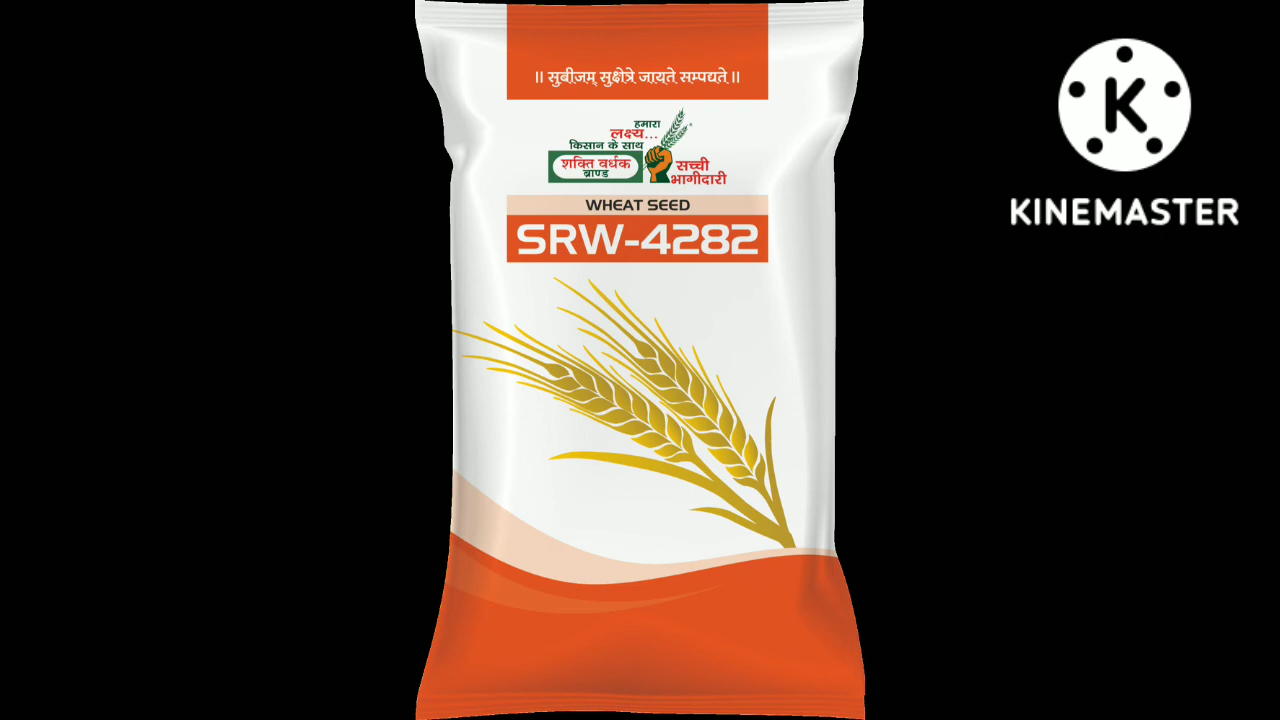 ॥ सुबीजम् सुक्षेत्रे जायते सम्पद्यते ॥
हमारा
लक्ष्य...
किसान के साथ
शक्ति वर्धक
ब्राण्ड
सच्ची
भागीदारी
WHEAT SEED
SRW-4282
K
KINEMASTER